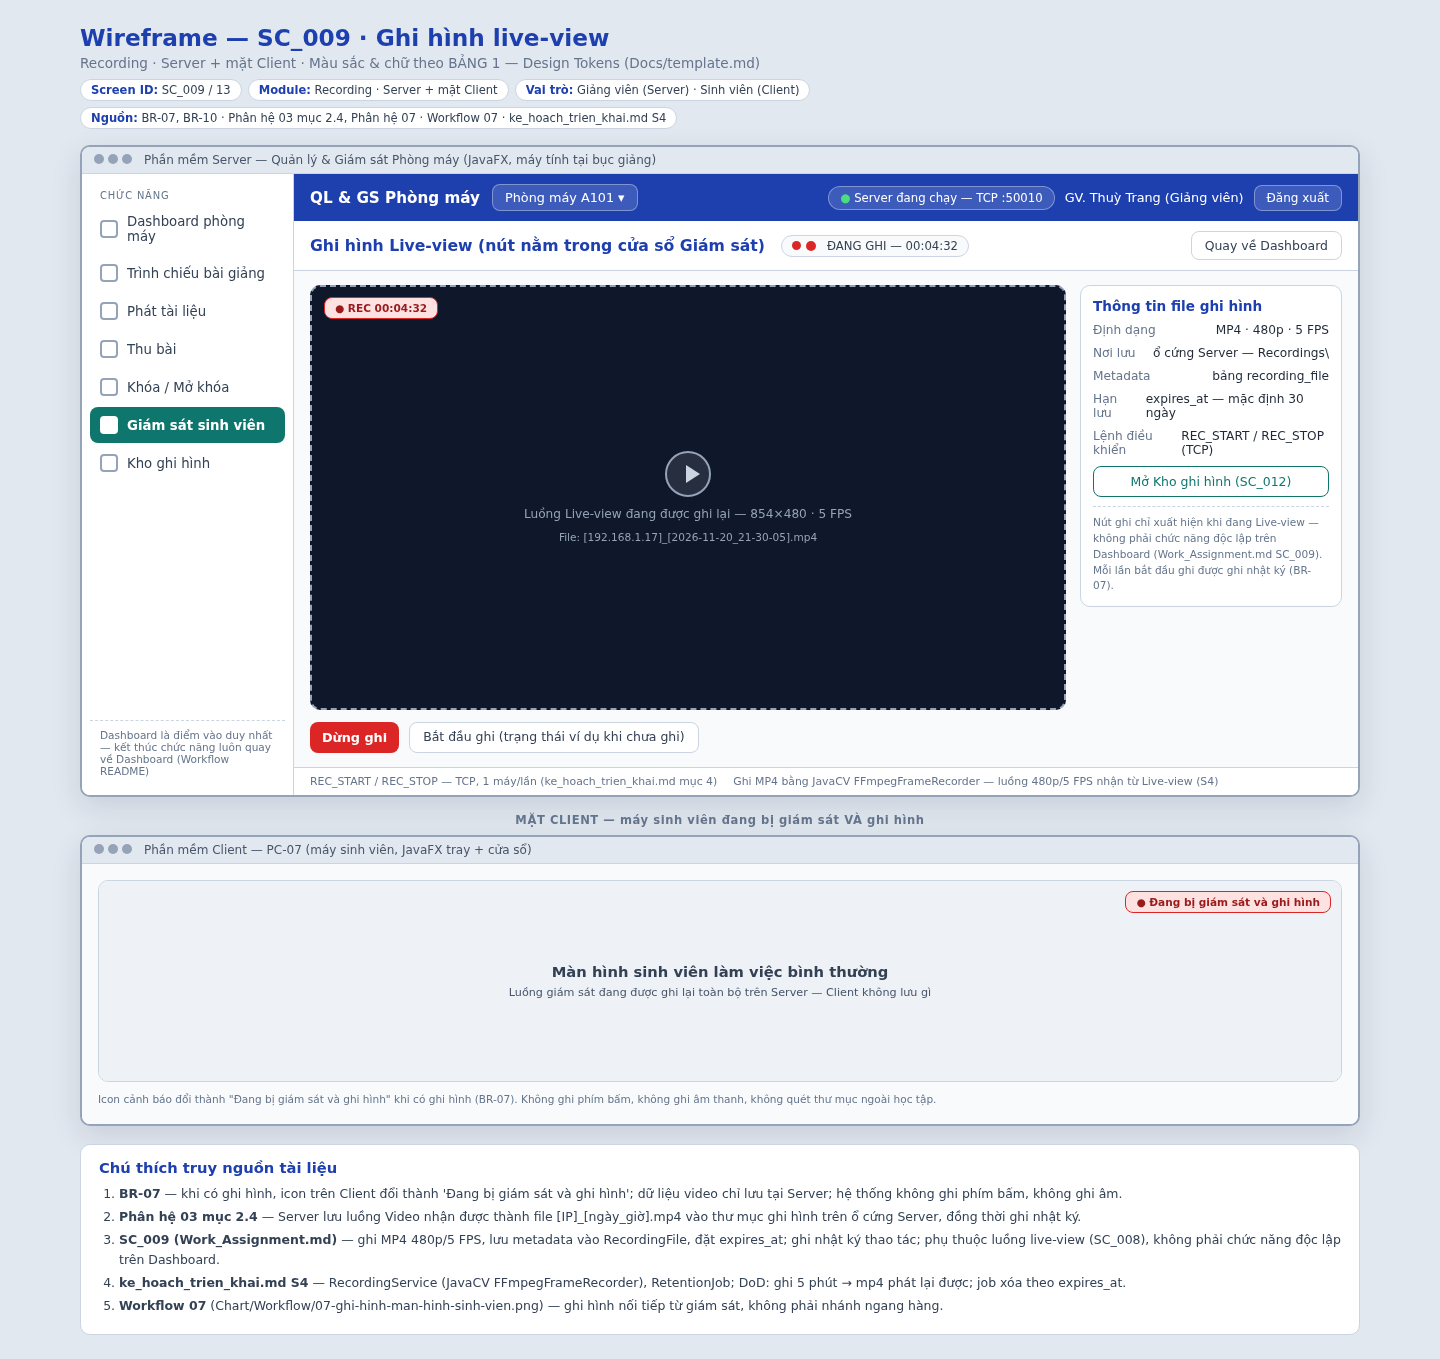 Wireframe — SC_009 · Ghi hình live-view
Recording · Server + mặt Client · Màu sắc & chữ theo BẢNG 1 — Design Tokens (Docs/template.md)
Screen ID: SC_009 / 13
Module: Recording · Server + mặt Client
Vai trò: Giảng viên (Server) · Sinh viên (Client)
Nguồn: BR-07, BR-10 · Phân hệ 03 mục 2.4, Phân hệ 07 · Workflow 07 · ke_hoach_trien_khai.md S4
Phần mềm Server — Quản lý & Giám sát Phòng máy (JavaFX, máy tính tại bục giảng)
CHỨC NĂNG
Dashboard phòng
máy
Trình chiếu bài giảng
Phát tài liệu
Thu bài
Khóa / Mở khóa
Giám sát sinh viên
Kho ghi hình
Dashboard là điểm vào duy nhất
— kết thúc chức năng luôn quay
về Dashboard (Workflow
README)
QL & GS Phòng máy
Phòng máy A101 ▾
● Server đang chạy — TCP :50010
GV. Thuỳ Trang (Giảng viên)
Đăng xuất
Ghi hình Live-view (nút nằm trong cửa sổ Giám sát)
● ĐANG GHI — 00:04:32
Quay về Dashboard
● REC 00:04:32
Luồng Live-view đang được ghi lại — 854×480 · 5 FPS
File: [192.168.1.17]_[2026-11-20_21-30-05].mp4
Dừng ghi
Bắt đầu ghi (trạng thái ví dụ khi chưa ghi)
Thông tin file ghi hình
Định dạng MP4 · 480p · 5 FPS
Nơi lưu ổ cứng Server — Recordings\
Metadata bảng recording_file
Hạn lưu expires_at — mặc định 30 ngày
Lệnh điều khiển REC_START / REC_STOP (TCP)
Mở Kho ghi hình (SC_012)
Nút ghi chỉ xuất hiện khi đang Live-view —
không phải chức năng độc lập trên
Dashboard (Work_Assignment.md SC_009).
Mỗi lần bắt đầu ghi được ghi nhật ký (BR-
07).
REC_START / REC_STOP — TCP, 1 máy/lần (ke_hoach_trien_khai.md mục 4)
Ghi MP4 bằng JavaCV FFmpegFrameRecorder — luồng 480p/5 FPS nhận từ Live-view (S4)
MẶT CLIENT — máy sinh viên đang bị giám sát VÀ ghi hình
Phần mềm Client — PC-07 (máy sinh viên, JavaFX tray + cửa sổ)
● Đang bị giám sát và ghi hình
Màn hình sinh viên làm việc bình thường
Luồng giám sát đang được ghi lại toàn bộ trên Server — Client không lưu gì
Icon cảnh báo đổi thành "Đang bị giám sát và ghi hình" khi có ghi hình (BR-07). Không ghi phím bấm, không ghi âm thanh, không quét thư mục ngoài học tập.
Chú thích truy nguồn tài liệu
1. BR-07 — khi có ghi hình, icon trên Client đổi thành 'Đang bị giám sát và ghi hình'; dữ liệu video chỉ lưu tại Server; hệ thống không ghi phím bấm, không ghi âm.
2. Phân hệ 03 mục 2.4 — Server lưu luồng Video nhận được thành file [IP]_[ngày_giờ].mp4 vào thư mục ghi hình trên ổ cứng Server, đồng thời ghi nhật ký.
3. SC_009 (Work_Assignment.md) — ghi MP4 480p/5 FPS, lưu metadata vào RecordingFile, đặt expires_at; ghi nhật ký thao tác; phụ thuộc luồng live-view (SC_008), không phải chức năng độc lập
trên Dashboard.
4. ke_hoach_trien_khai.md S4 — RecordingService (JavaCV FFmpegFrameRecorder), RetentionJob; DoD: ghi 5 phút → mp4 phát lại được; job xóa theo expires_at.
5. Workflow 07 (Chart/Workflow/07-ghi-hinh-man-hinh-sinh-vien.png) — ghi hình nối tiếp từ giám sát, không phải nhánh ngang hàng.